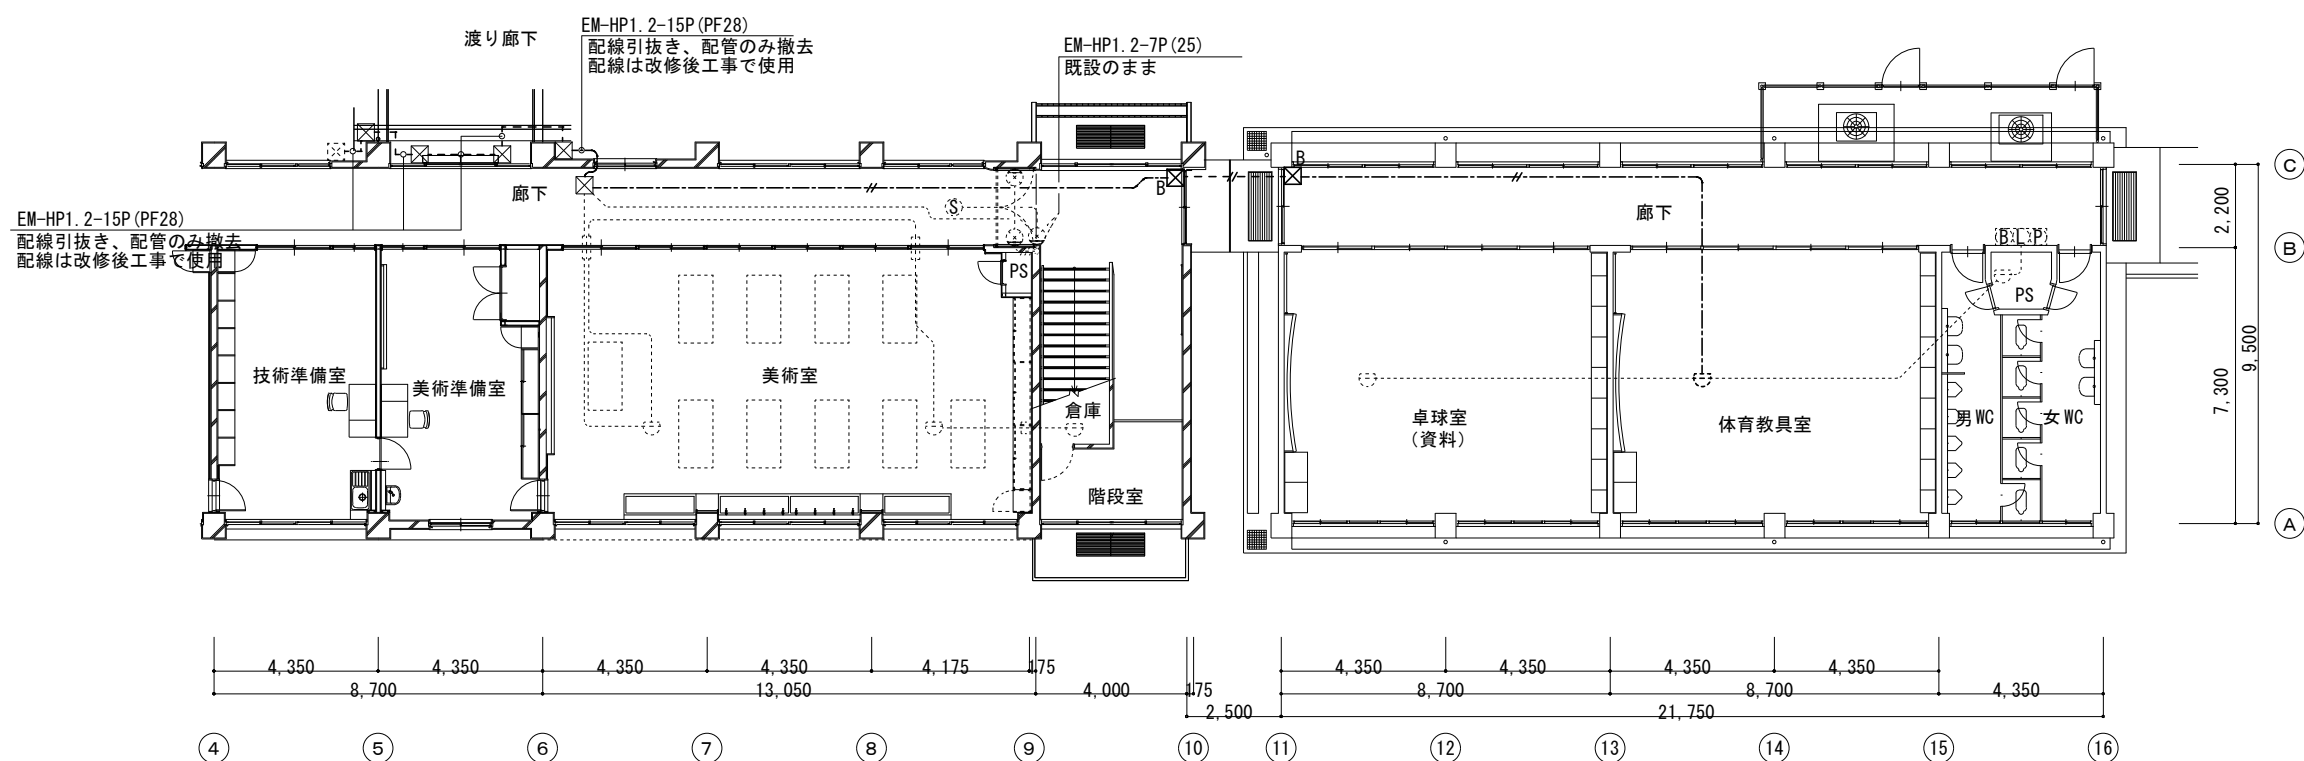 渡り廊下
EM-HP1.2-15P(PF28)
配線引抜き、配管のみ撤去
配線は改修後工事で使用
EM-HP1.2-7P(25)
既設のまま
EM-HP1.2-15P(PF28)
配線引抜き、配管のみ撤去
配線は改修後工事で使用
廊下
S
B
B
廊下
B L P
PS
PS
技術準備室
美術準備室
美術室
倉庫
階段室
卓球室
(資料)
体育教具室
男WC
女WC
C
B
A
2,200
7,300
9,500
4,350
4,350
4,350
4,350
4,175
175
4,350
4,350
4,350
4,350
8,700
13,050
4,000
175
8,700
8,700
4,350
2,500
21,750
4
5
6
7
8
9
10
11
12
13
14
15
16